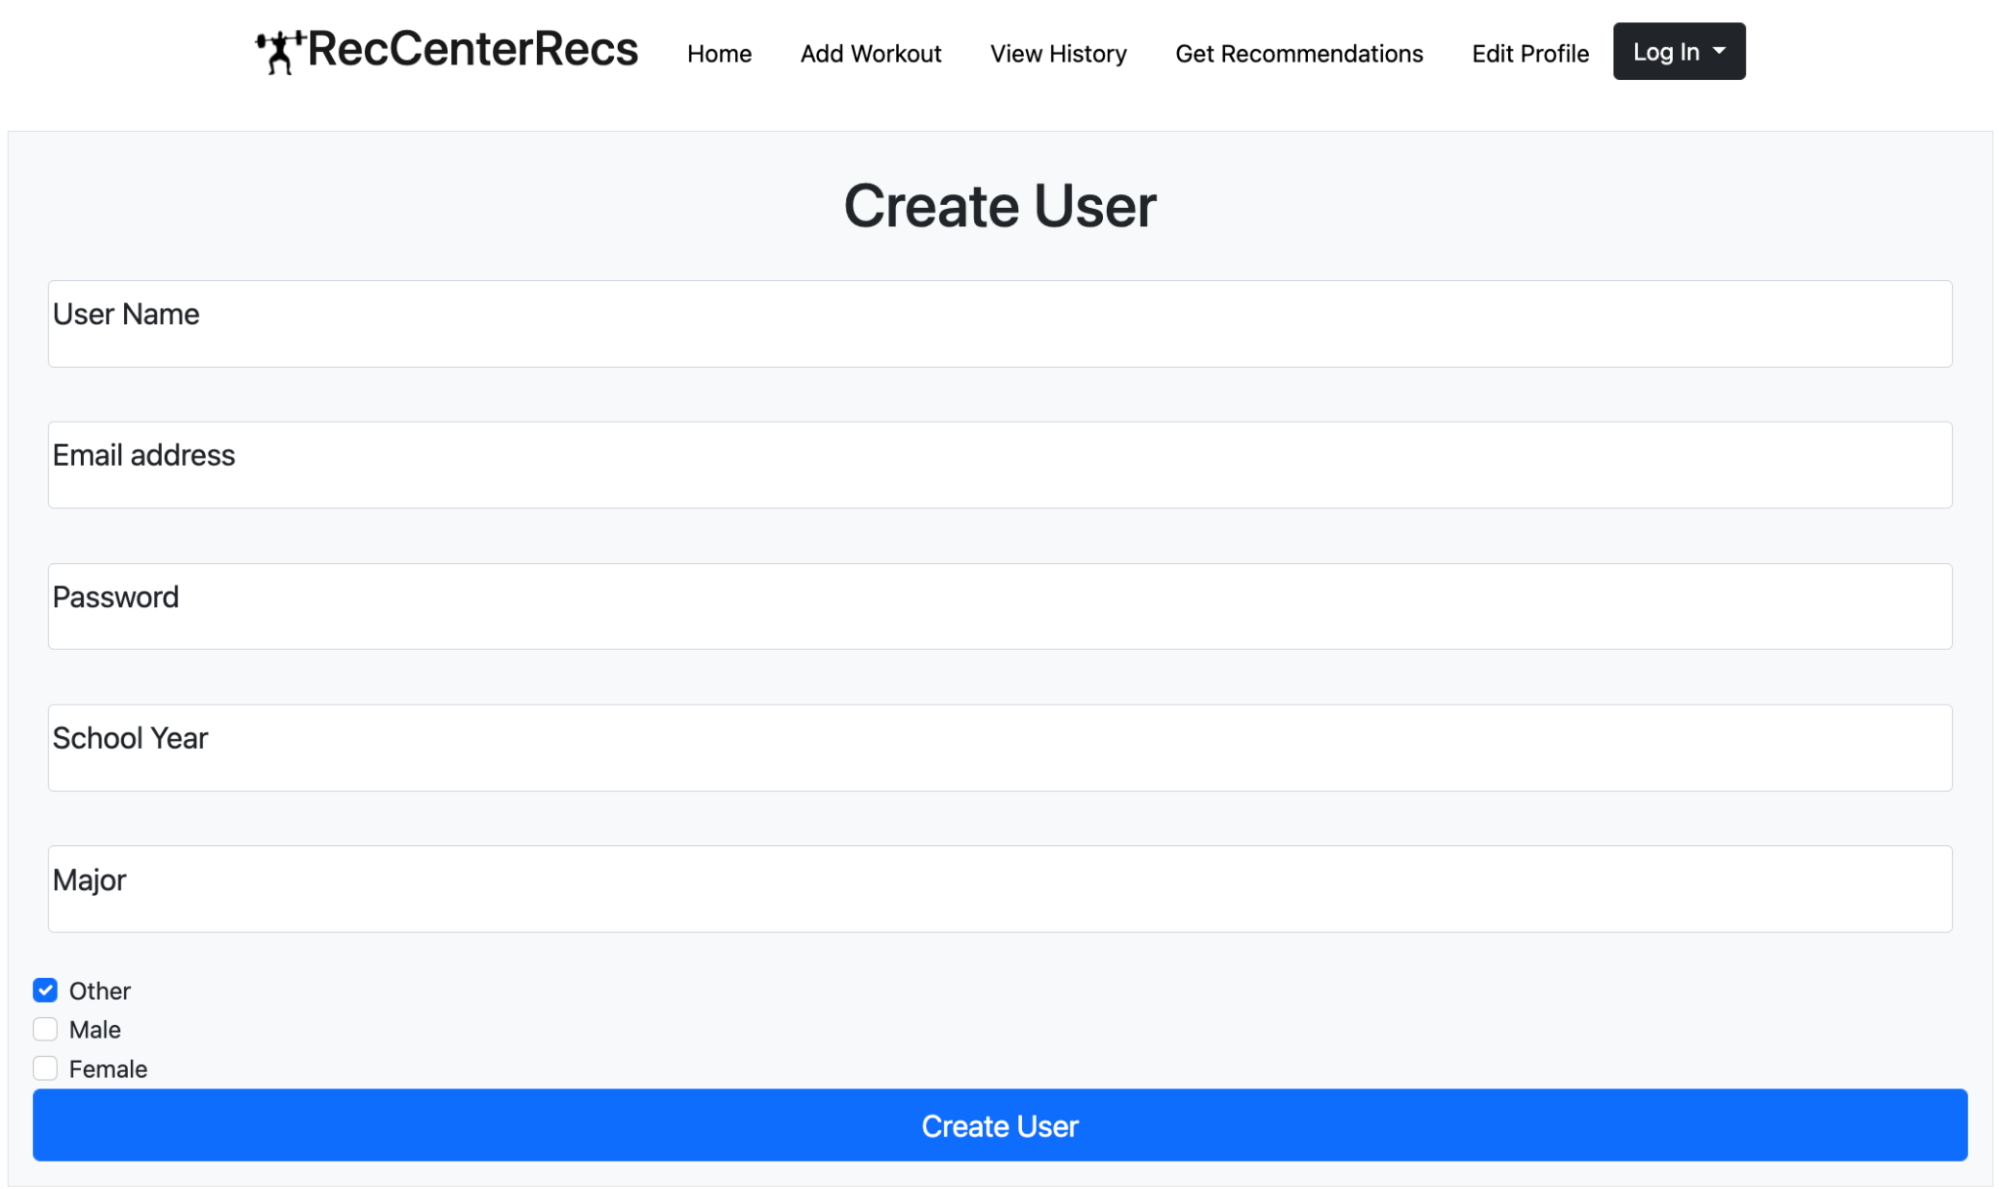 RecCenterRecs Home Add Workout View History Get Recommendations Edit Profile Log In
Create User
User Name
Email address
Password
School Year
Major
Other
Male
Female
Create User